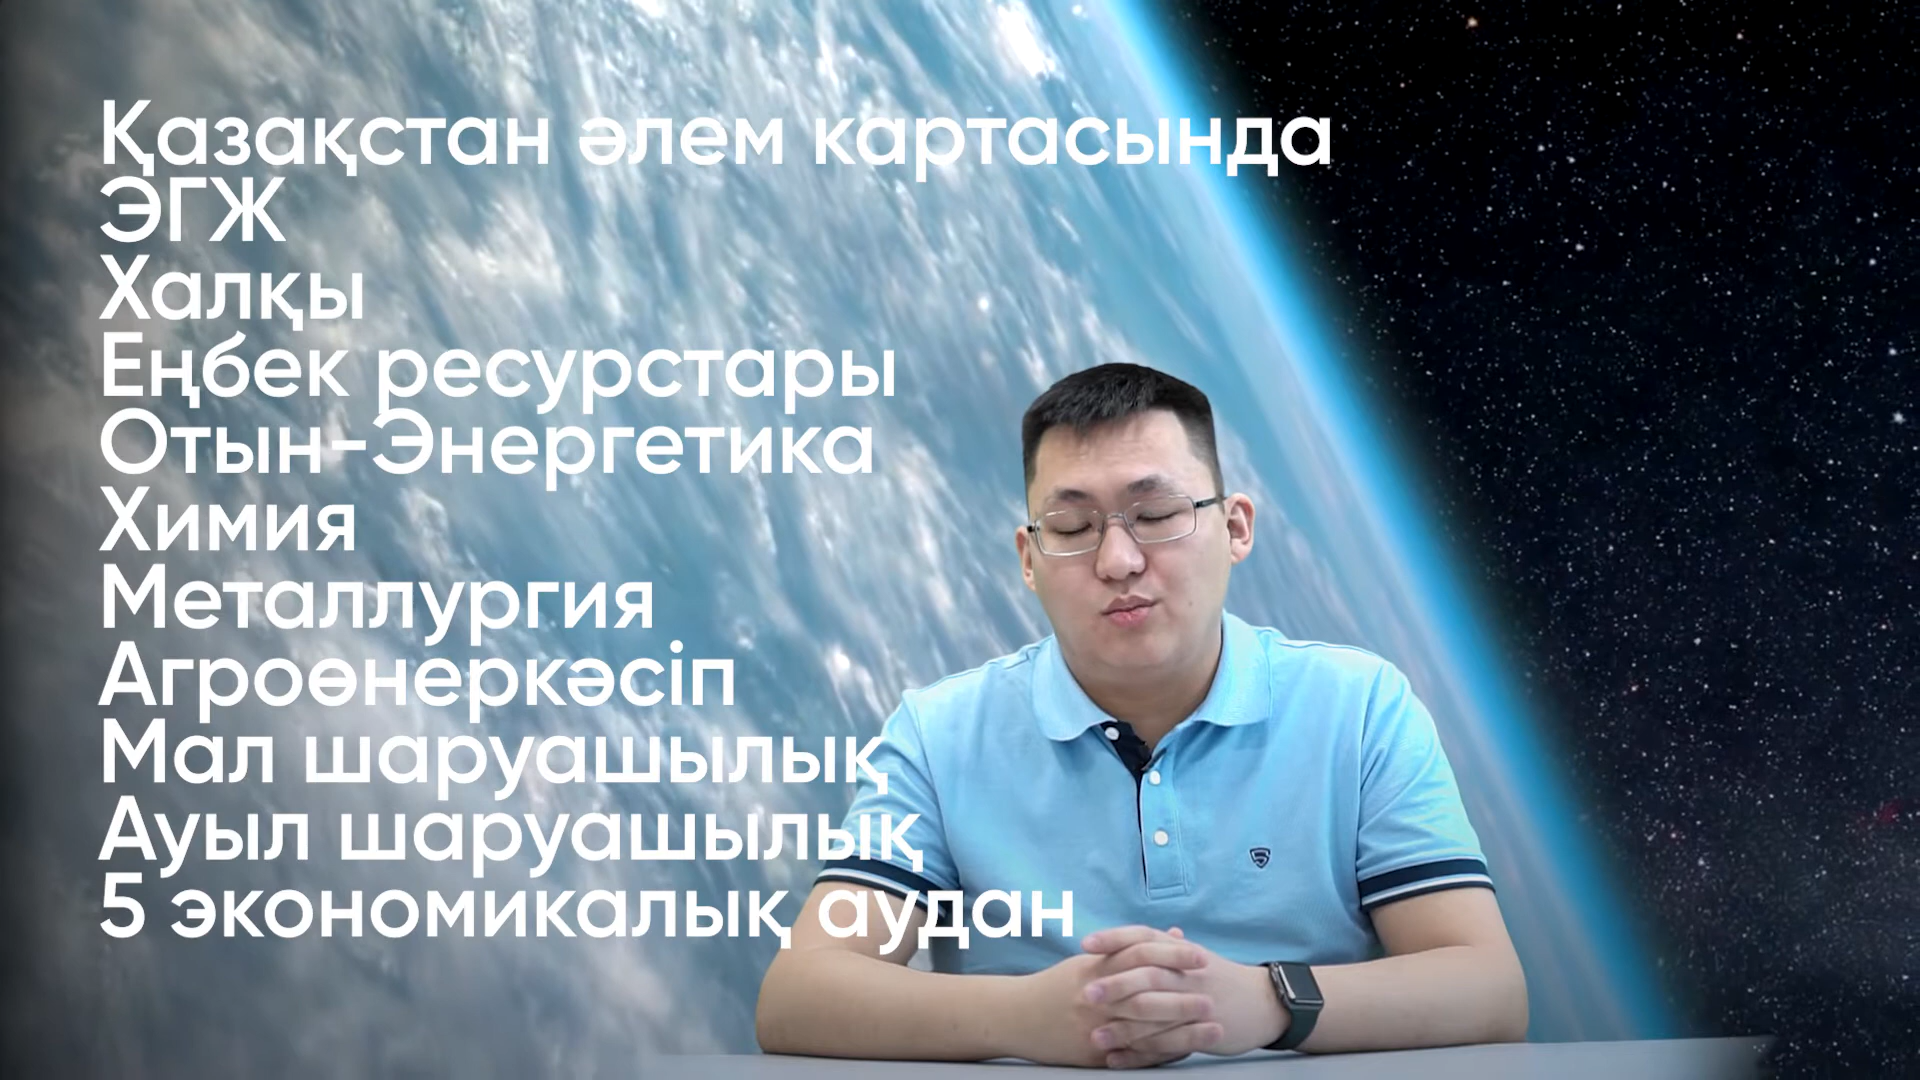 Қазақстан әлем картасында
ЭГЖ
Халқы
Еңбек ресурстары
Отын-Энергетика
Химия
Металлургия
Агроөнеркәсіп
Мал шаруашылық
Ауыл шаруашылық
5 экономикалық аудан